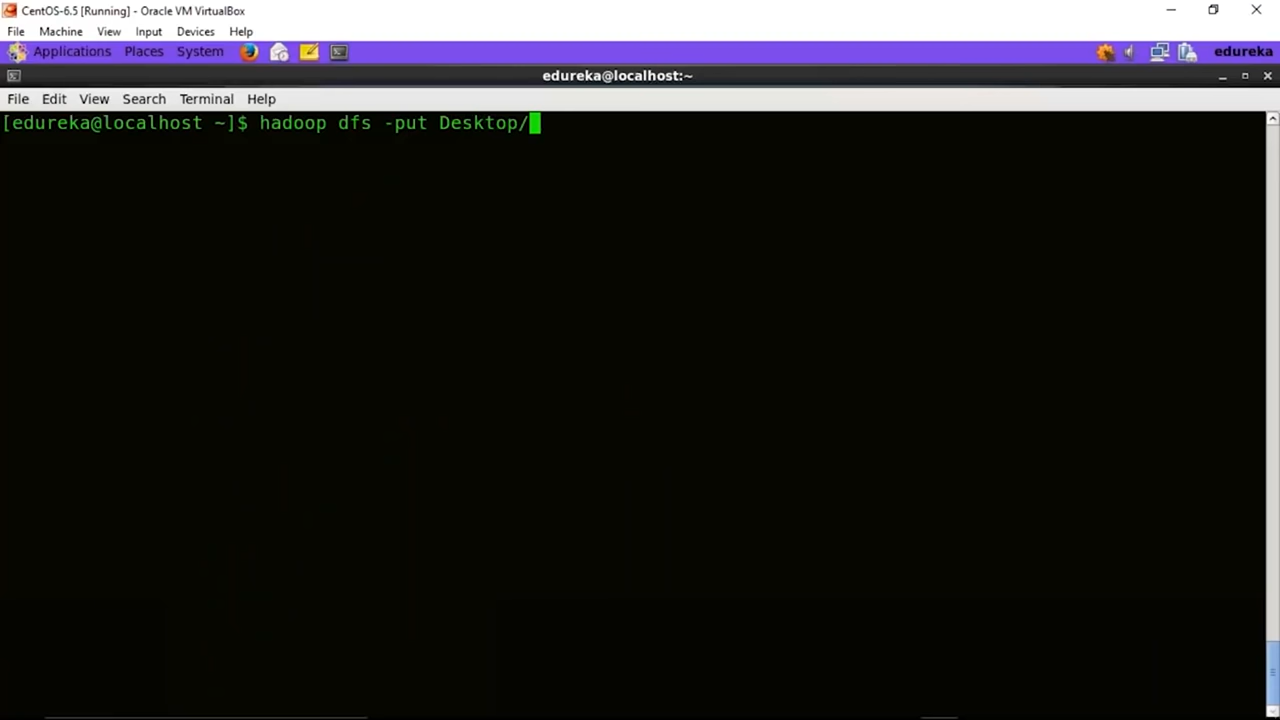 CentOS-6.5 [Running] - Oracle VM VirtualBox
File Machine View Input Devices Help
Applications Places System edureka
edureka@localhost:~
File Edit View Search Terminal Help
[edureka@localhost ~]$ hadoop dfs -put Desktop/